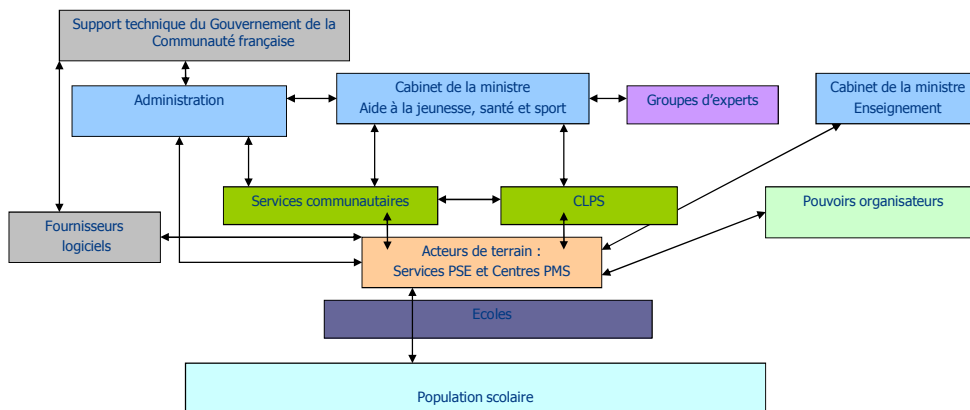 Support technique du Gouvernement de la
Communauté française
Administration
Cabinet de la ministre
Aide à la jeunesse, santé et sport
Groupes d'experts
Cabinet de la ministre
Enseignement
Services communautaires
CLPS
Pouvoirs organisateurs
Fournisseurs
logiciels
Acteurs de terrain :
Services PSE et Centres PMS
Ecoles
Population scolaire